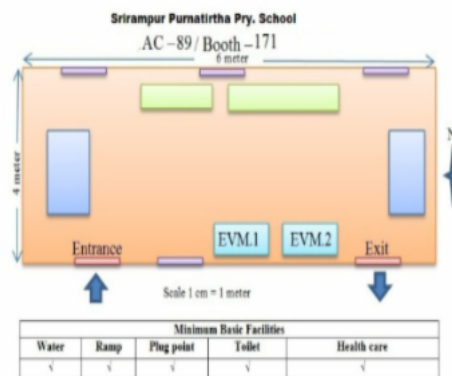 Srirampur Purnatirtha Pry. School
AC -89/ Booth -171
6 meter
4 meter
N
EVM.1 EVM.2
Entrance Exit
Scale 1 cm = 1 meter
Minimum Basic Facilities
Water Ramp Plug point Toilet Health care
√ √ √ √ √